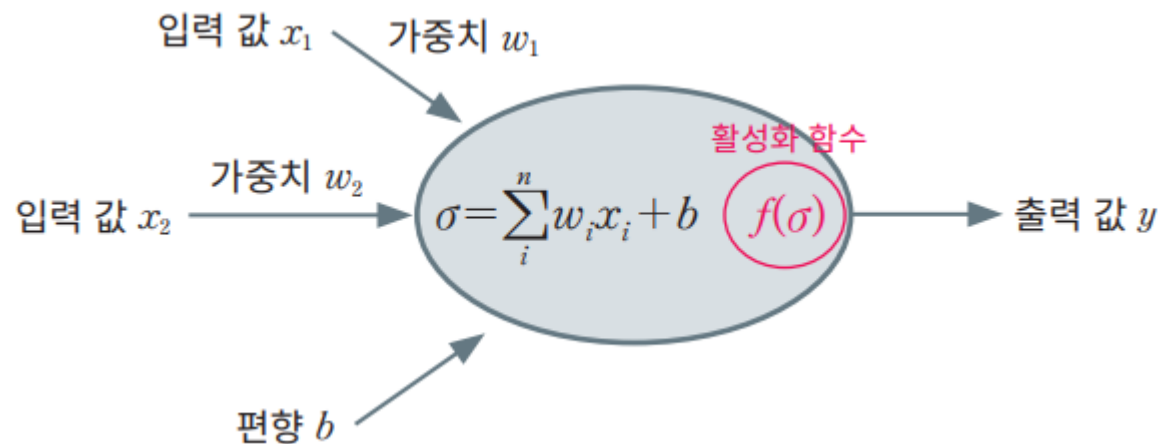 입력 값 x₁
가중치 w₁
활성화 함수
가중치 w₂
입력 값 x₂
σ=∑ᵢⁿwᵢxᵢ+b
f(σ)
출력 값 y
편향 b